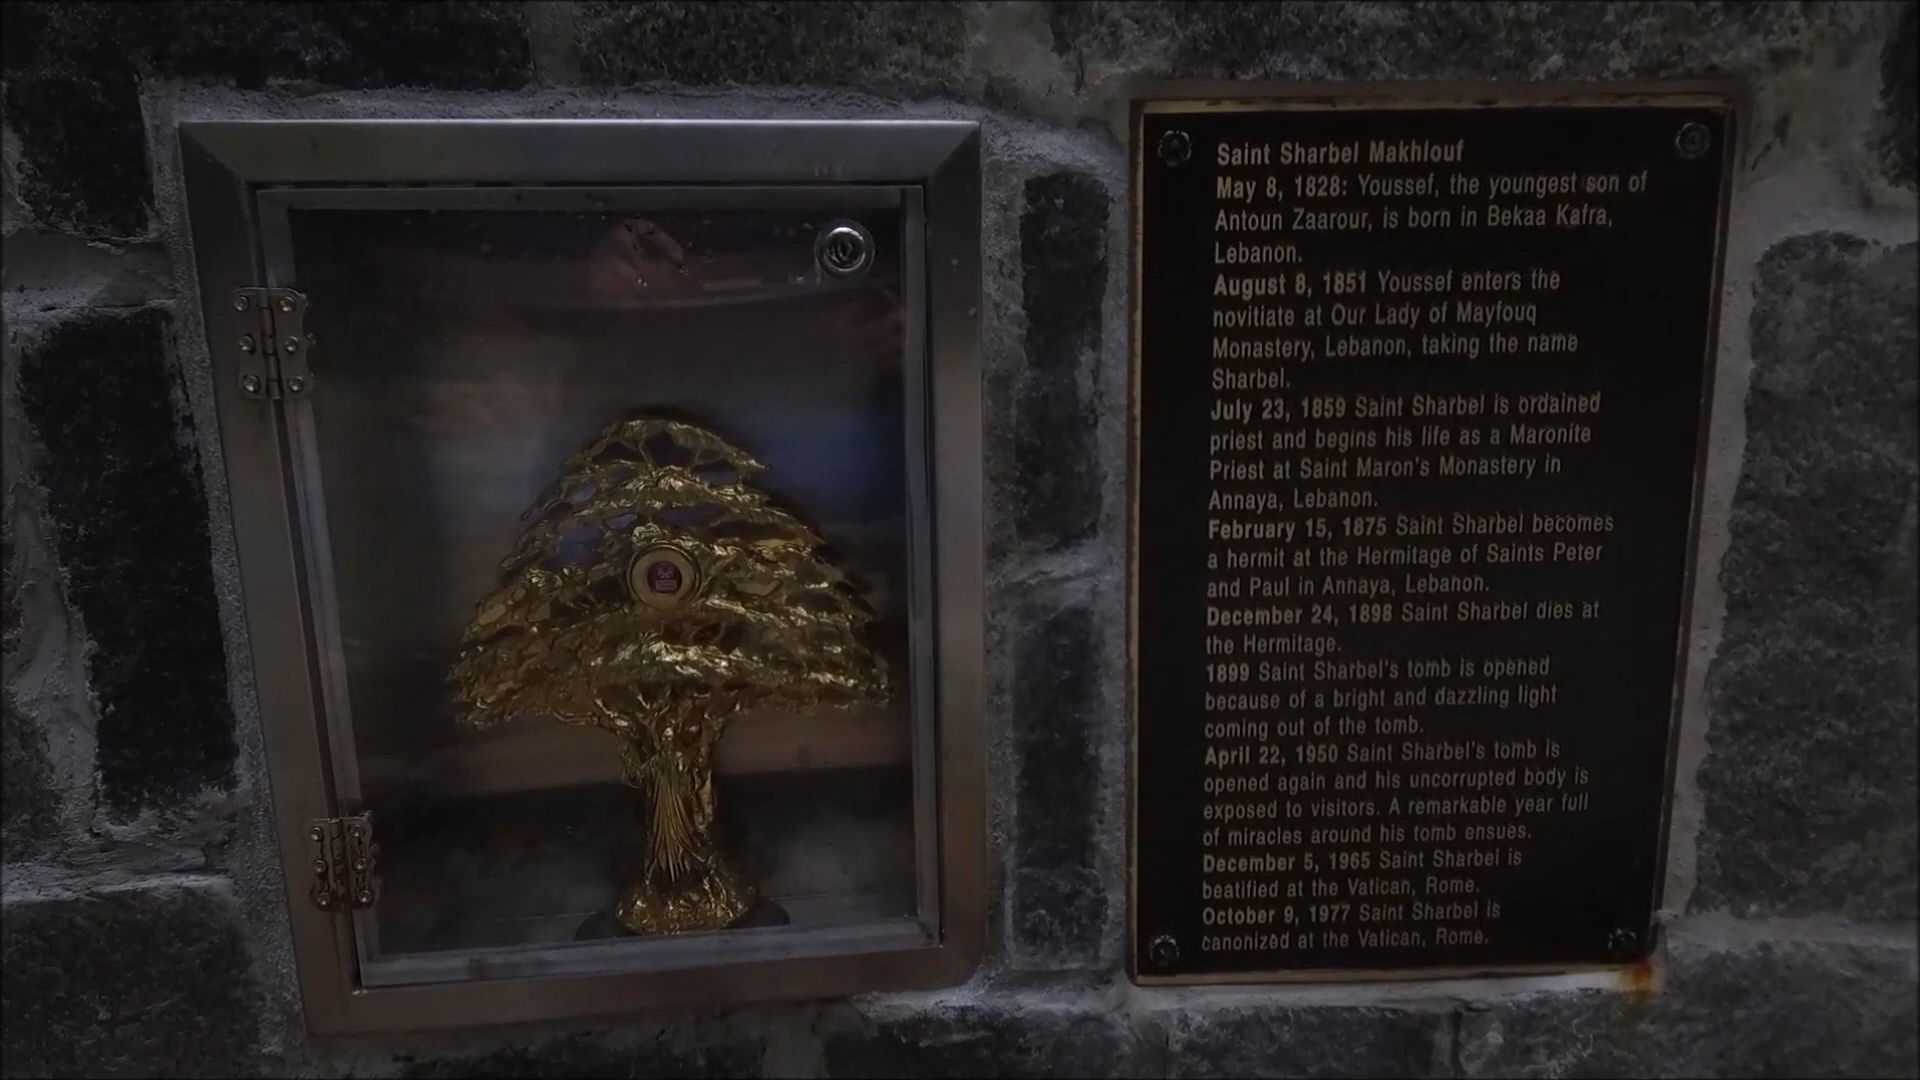 Saint Sharbel Makhlouf
May 8, 1828: Youssef, the youngest son of
Antoun Zaarour, is born in Bekaa Kafra,
Lebanon.
August 8, 1851 Youssef enters the
novitiate at Our Lady of Mayfouq
Monastery, Lebanon, taking the name
Sharbel.
July 23, 1859 Saint Sharbel is ordained
priest and begins his life as a Maronite
Priest at Saint Maron's Monastery in
Annaya, Lebanon.
February 15, 1875 Saint Sharbel becomes
a hermit at the Hermitage of Saints Peter
and Paul in Annaya, Lebanon.
December 24, 1898 Saint Sharbel dies at
the Hermitage.
1899 Saint Sharbel's tomb is opened
because of a bright and dazzling light
coming out of the tomb.
April 22, 1950 Saint Sharbel's tomb is
opened again and his uncorrupted body is
exposed to visitors. A remarkable year full
of miracles around his tomb ensues.
December 5, 1965 Saint Sharbel is
beatified at the Vatican, Rome.
October 9, 1977 Saint Sharbel is
canonized at the Vatican, Rome.